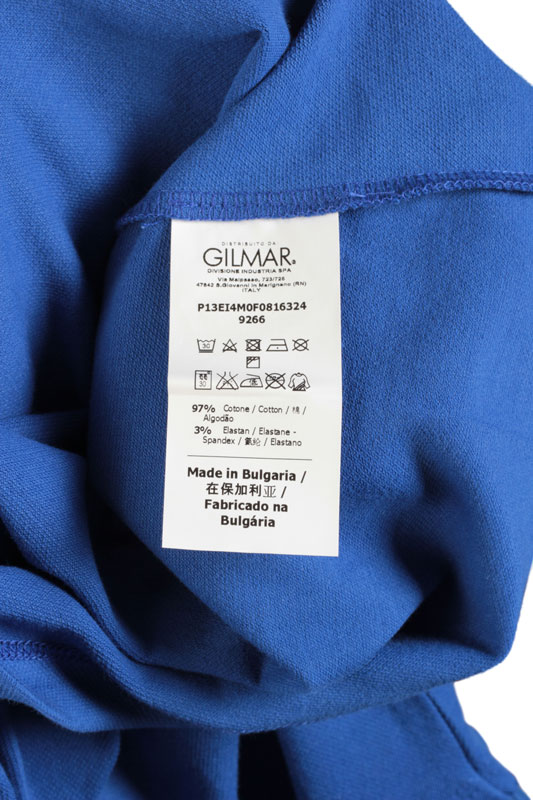 DISTRIBUITO DA
GILMAR®
DIVISIONE INDUSTRIA SPA
Via Malpasso, 723/725
47842 S.Giovanni in Marignano (RN)
ITALY
P13EI4M0F0816324
9266
30
30
97% Cotone / Cotton / 棉 /
Algodão
3% Elastan / Elastane -
Spandex / 氨纶 / Elastano
Made in Bulgaria /
在保加利亚 /
Fabricado na
Bulgária